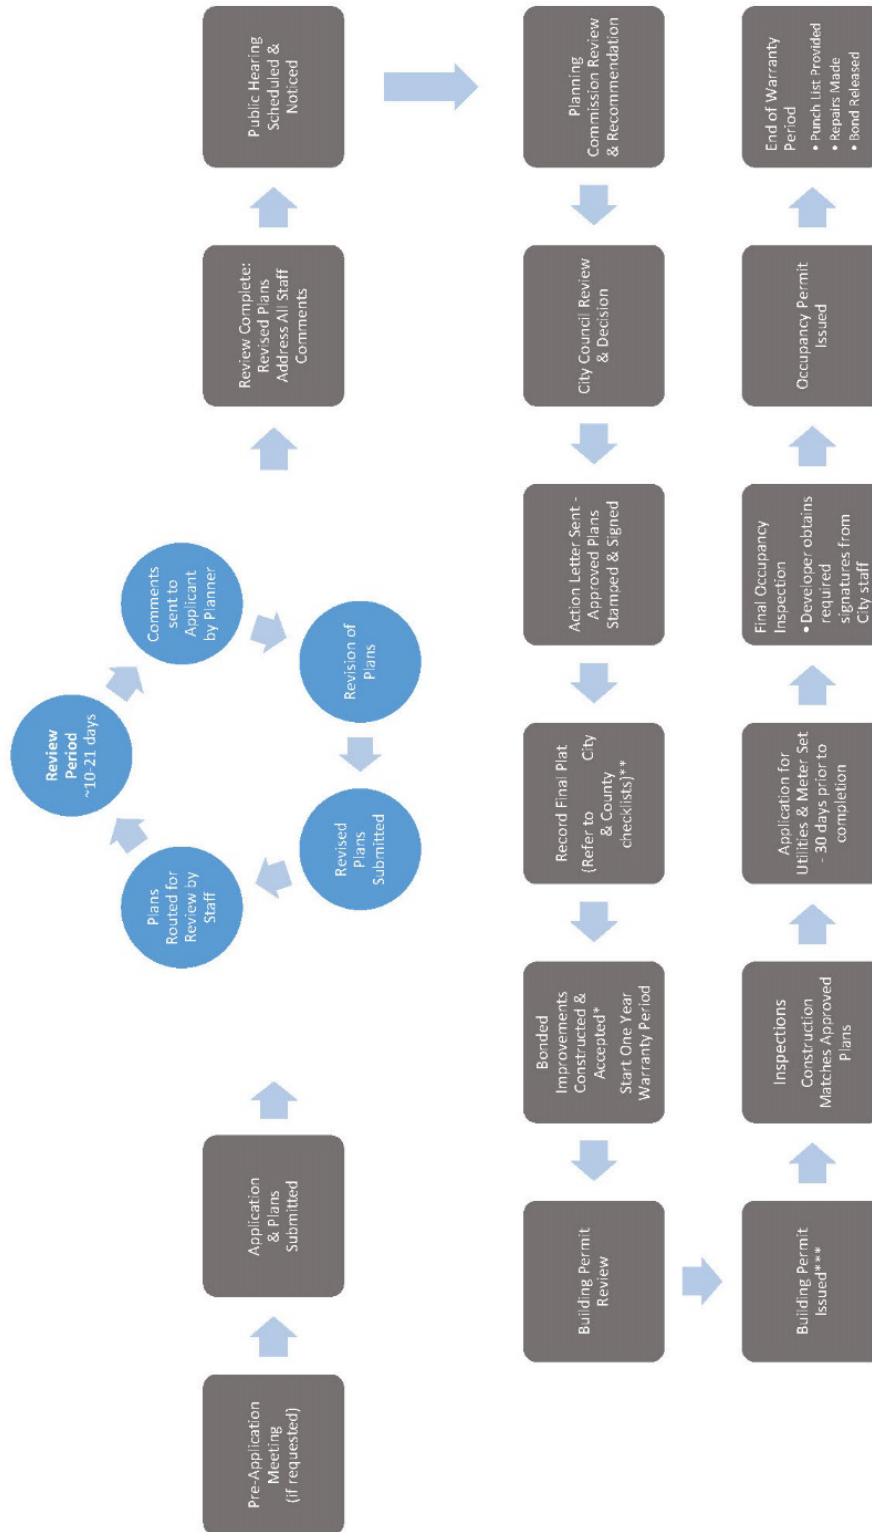 Pre-Application
Meeting
(if requested)
Application
& Plans
Submitted
Plans
Routed for
Review by
Staff
Review
Period
~10-21 days
Comments
sent to
Applicant
by Planner
Revision of
Plans
Revised
Plans
Submitted
Review Complete:
Revised Plans
Address All Staff
Comments
Public Hearing
Scheduled &
Noticed
Planning
Commission Review
& Recommendation
City Council Review
& Decision
Action Letter Sent -
Approved Plans
Stamped & Signed
Record Final Plat
(Refer to City
& County
checklists)**
Bonded
Improvements
Constructed &
Accepted*
Start One Year
Warranty Period
Building Permit
Review
Building Permit
Issued***
Inspections
Construction
Matches Approved
Plans
Application for
Utilities & Meter Set
- 30 days prior to
completion
Final Occupancy
Inspection
• Developer obtains
required
signatures from
City staff
Occupancy Permit
Issued
End of Warranty
Period
• Punch List Provided
• Repairs Made
• Bond Released